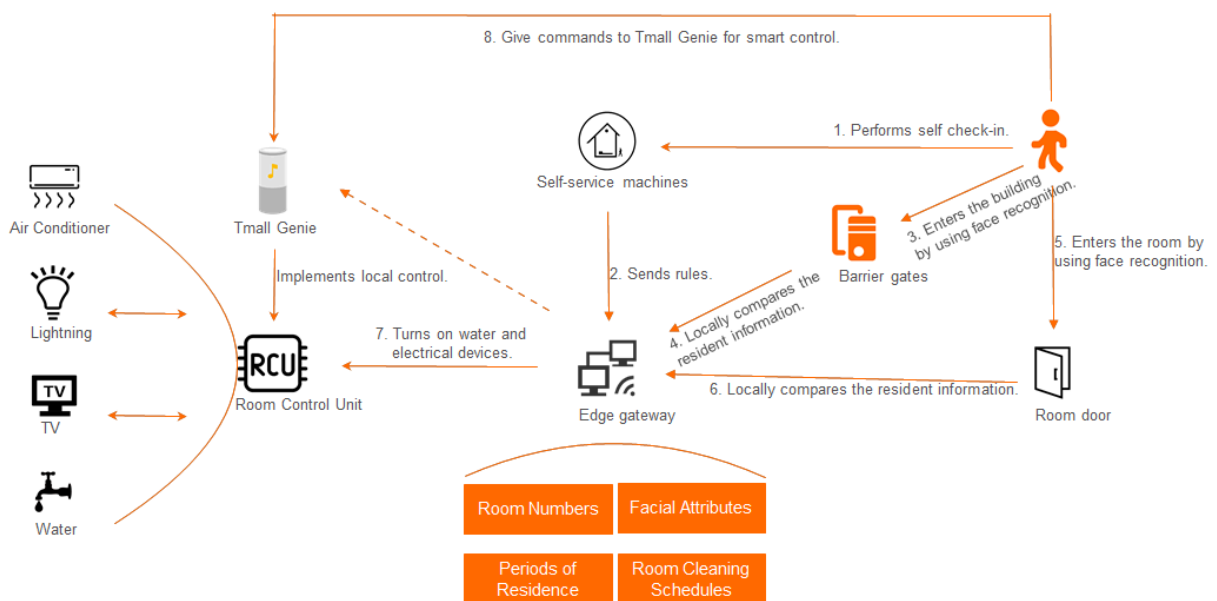 8. Give commands to Tmall Genie for smart control.
1. Performs self check-in.
Self-service machines
Air Conditioner
Tmall Genie
3. Enters the building
by using face recognition.
5. Enters the room by
using face recognition.
Barrier gates
Implements local control.
2. Sends rules.
4. Locally compares the
resident information.
Lightning
7. Turns on water and
electrical devices.
RCU
Room Control Unit
TV
TV
Edge gateway
6. Locally compares the resident information.
Room door
Water
Room Numbers
Facial Attributes
Periods of
Residence
Room Cleaning
Schedules